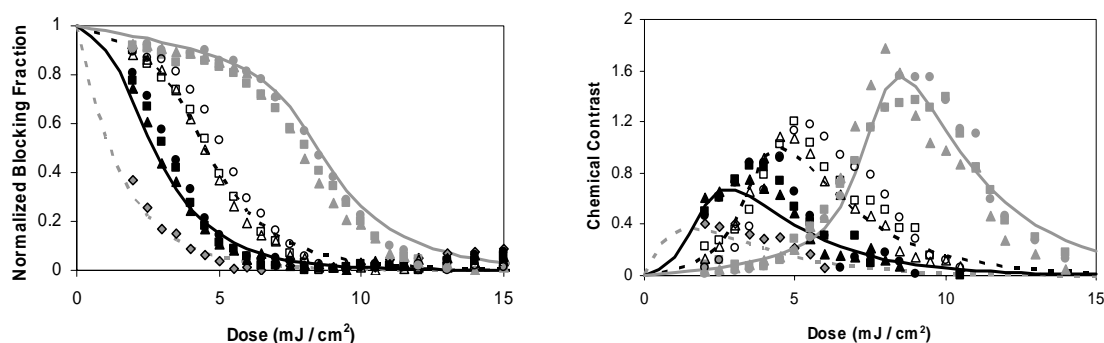 Normalized Blocking Fraction
1
0.8
0.6
0.4
0.2
0
0 5 10 15
Dose (mJ / cm²)
Chemical Contrast
1.6
1.2
0.8
0.4
0
0 5 10 15
Dose (mJ / cm²)